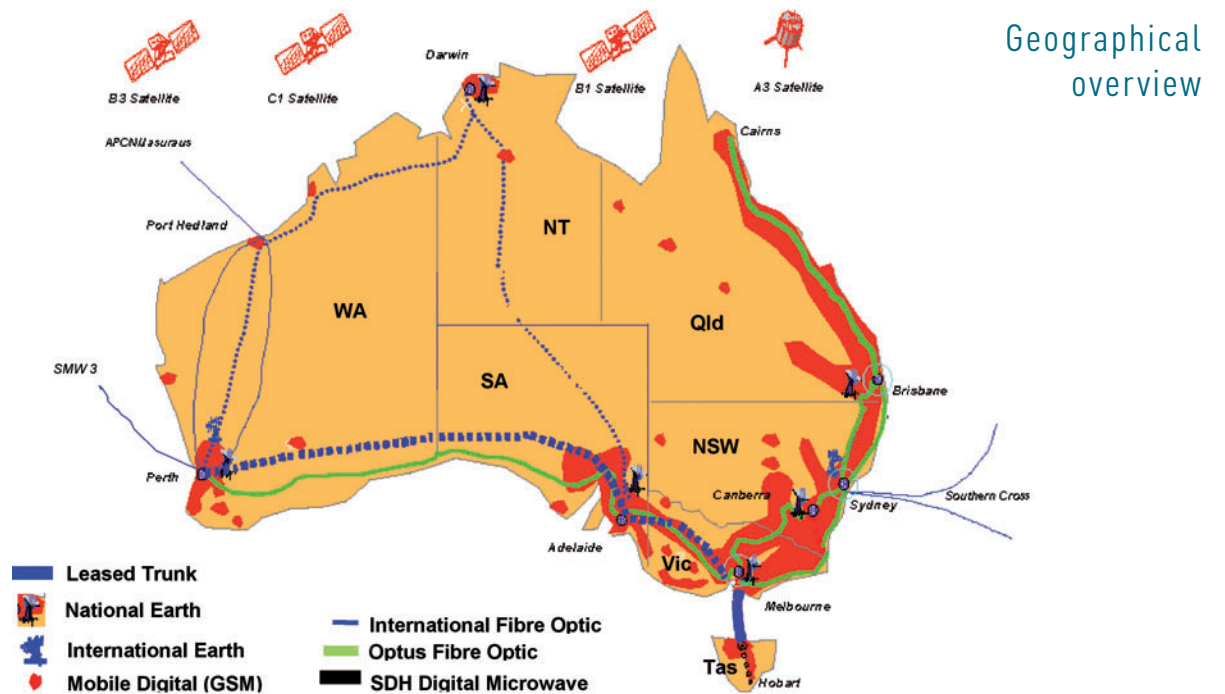 Geographical
overview
Darwin
B3 Satellite
C1 Satellite
B1 Satellite
A3 Satellite
Cairns
APCN/Jasuraus
Port Hedland
NT
WA
Qld
SMW 3
SA
Brisbane
NSW
Perth
Canberra
Sydney
Southern Cross
Adelaide
Vic
Melbourne
Tas
Hobart
Leased Trunk
National Earth
International Earth
Mobile Digital (GSM)
International Fibre Optic
Optus Fibre Optic
SDH Digital Microwave